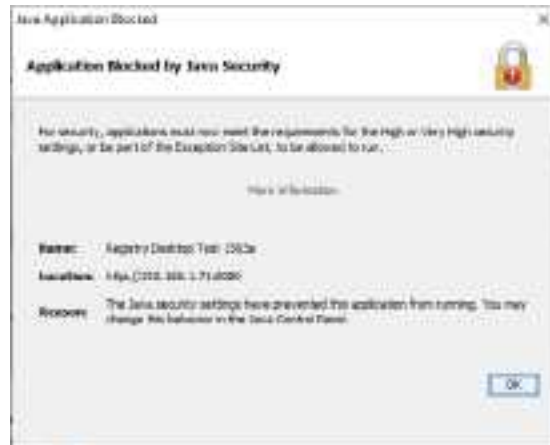 Java Application Blocked
Application Blocked by Java Security
For security, applications must now meet the requirements for the High or Very High security
settings, or be part of the Exception Site List, to be allowed to run.
More Information
Name: Registry Desktop Test
Location:
Reason: The Java security settings have prevented this application from running. You may
change this behavior in the Java Control Panel.
OK